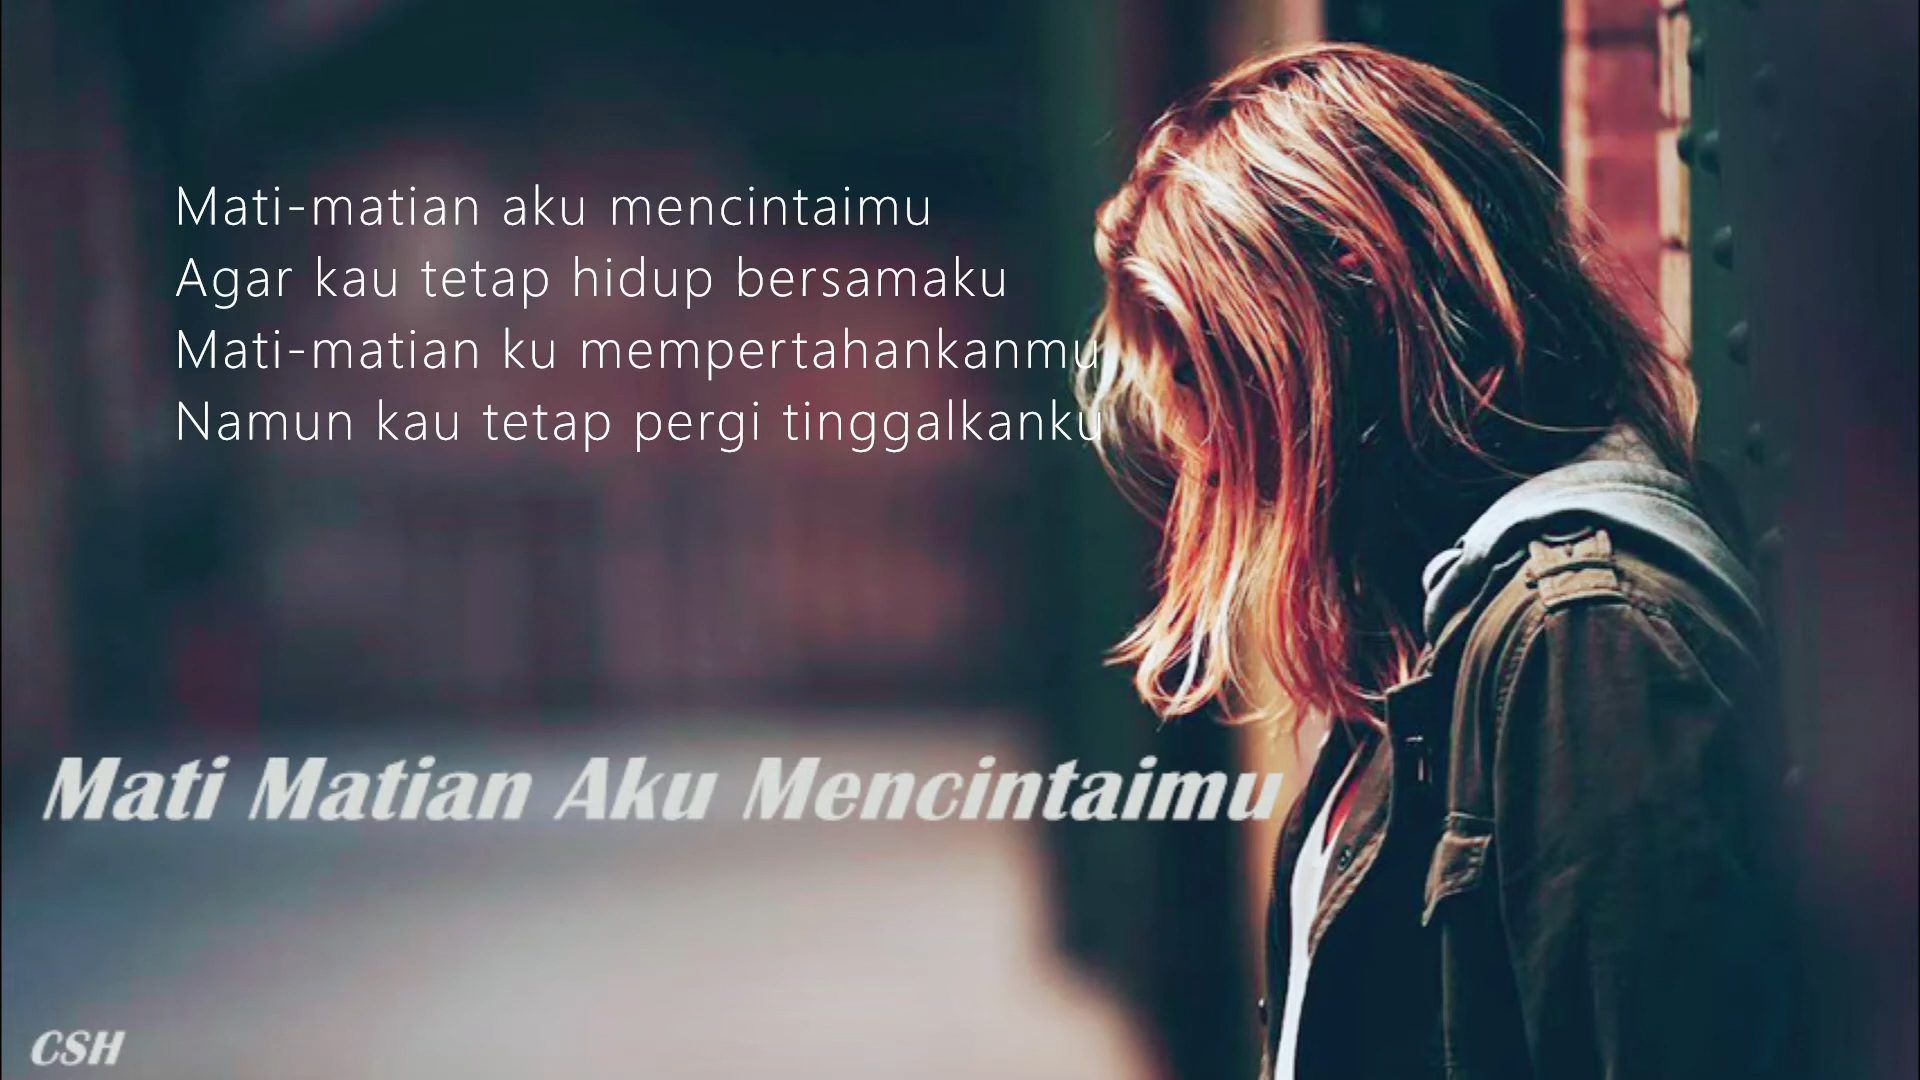 Mati-matian aku mencintaimu
Agar kau tetap hidup bersamaku
Mati-matian ku mempertahankanmu
Namun kau tetap pergi tinggalkanku
Mati Matian Aku Mencintaimu
CSH